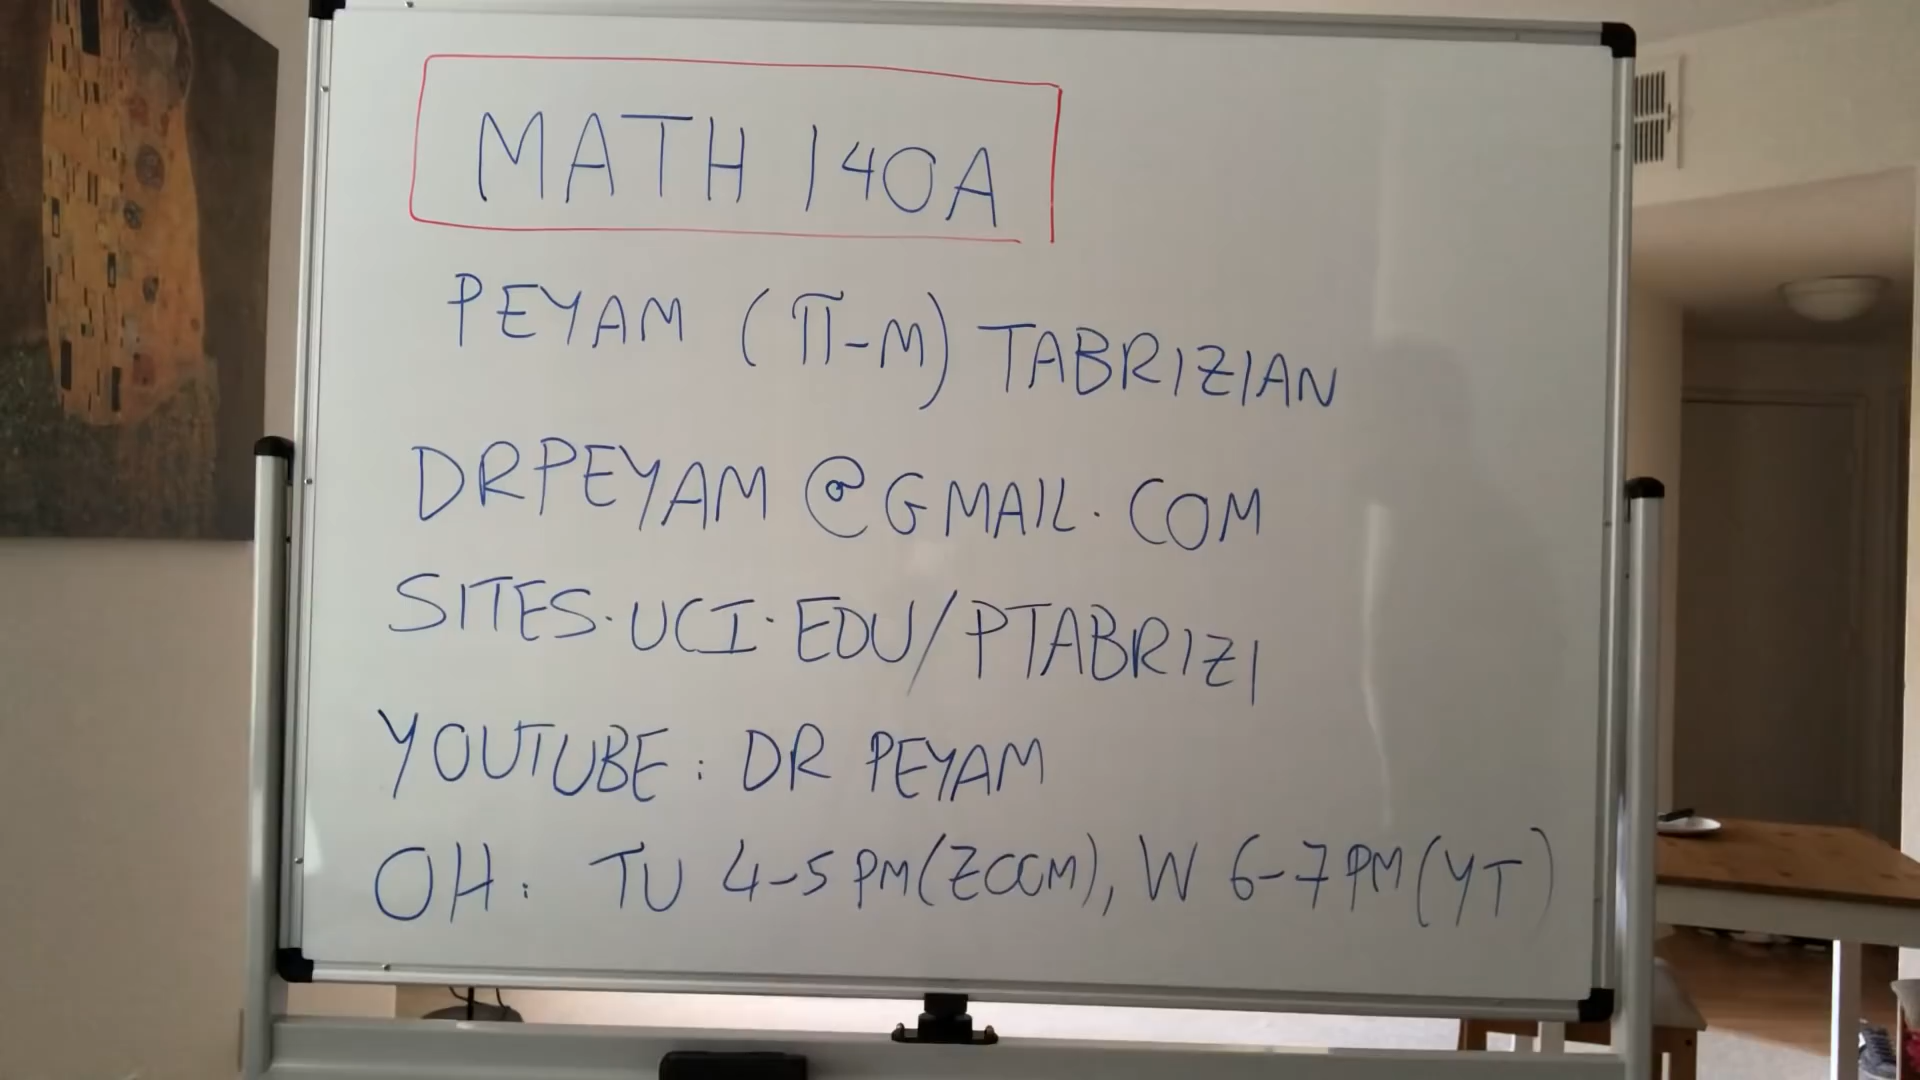 MATH 140A
PEYAM (π-M) TABRIZIAN
DRPEYAM @GMAIL.COM
SITES.UCI.EDU/PTABRIZI
YOUTUBE: DR PEYAM
OH: TU 4-5 PM (ZOOM), W 6-7 PM (YT)